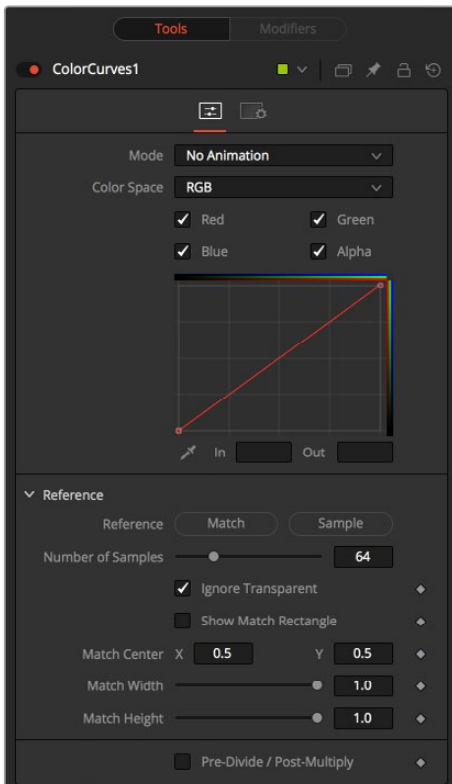 Tools Modifiers
ColorCurves1
Mode No Animation
Color Space RGB
Red Green
Blue Alpha
In Out
Reference
Reference Match Sample
Number of Samples 64
Ignore Transparent
Show Match Rectangle
Match Center X 0.5 Y 0.5
Match Width 1.0
Match Height 1.0
Pre-Divide / Post-Multiply